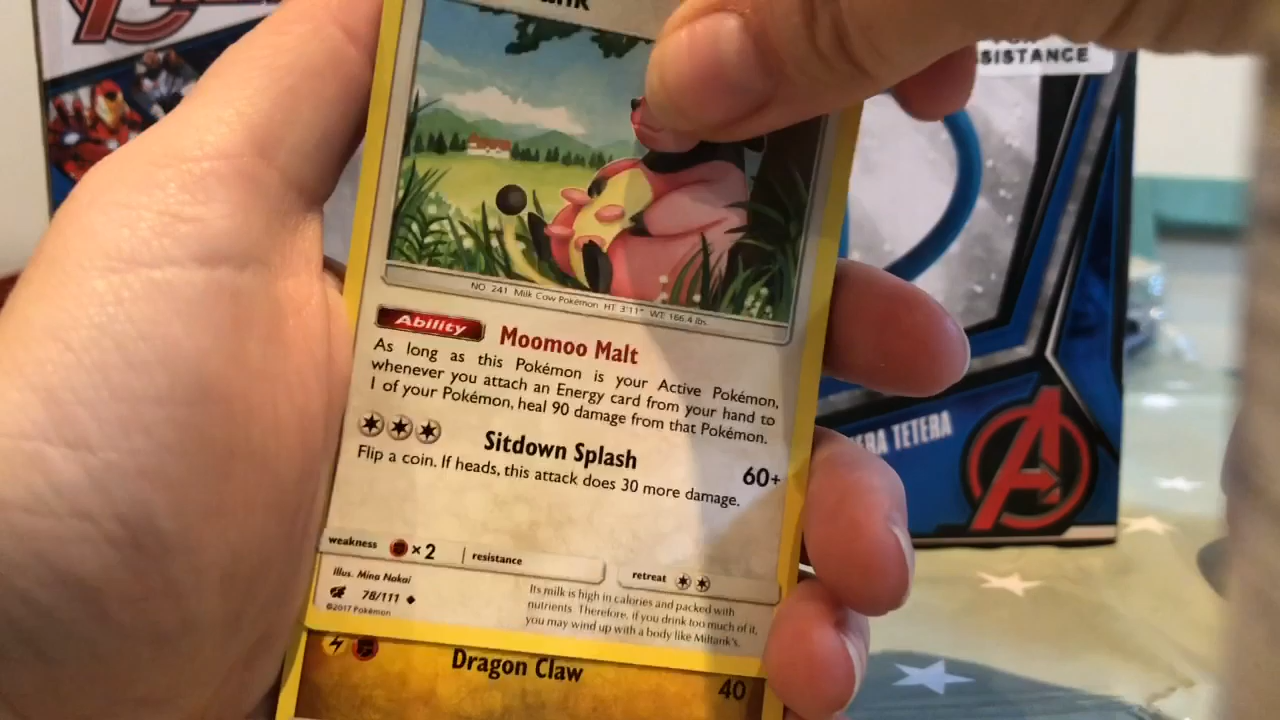 SISTANCE
NO 241 Milk Cow Pokémon HT 3'11" WT 166.4 lbs.
Ability Moomoo Malt
As long as this Pokémon is your Active Pokémon,
whenever you attach an Energy card from your hand to
1 of your Pokémon, heal 90 damage from that Pokémon.
Sitdown Splash 60+
Flip a coin. If heads, this attack does 30 more damage.
weakness ×2 resistance
retreat
Illus. Mina Nakai
78/111
©2017 Pokémon
Its milk is high in calories and packed with
nutrients. Therefore, if you drink too much of it,
you may wind up with a body like Miltank's.
Dragon Claw 40
TETERA
A